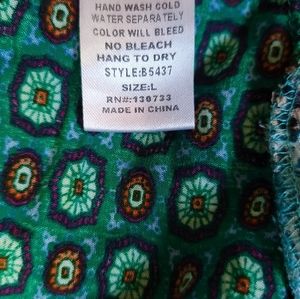 HAND WASH COLD
WATER SEPARATELY
COLOR WILL BLEED
NO BLEACH
HANG TO DRY
STYLE:B5437
SIZE:L
RN#:136733
MADE IN CHINA